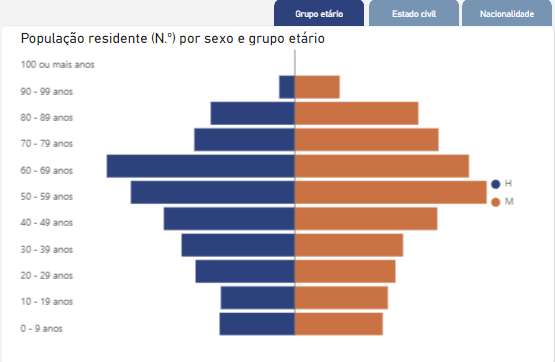 Grupo etário
Estado civil
Nacionalidade
População residente (N.º) por sexo e grupo etário
100 ou mais anos
90 - 99 anos
80 - 89 anos
70 - 79 anos
60 - 69 anos
50 - 59 anos
40 - 49 anos
30 - 39 anos
20 - 29 anos
10 - 19 anos
0 - 9 anos
H
M